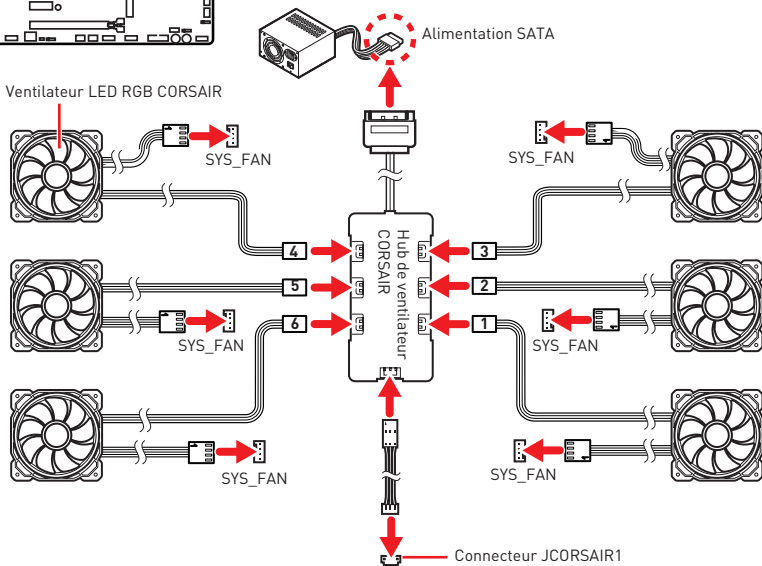 Alimentation SATA
Ventilateur LED RGB CORSAIR
SYS_FAN
SYS_FAN
4
3
5
2
6
1
Hub de ventilateur
CORSAIR
SYS_FAN
SYS_FAN
SYS_FAN
SYS_FAN
Connecteur JCORSAIR1